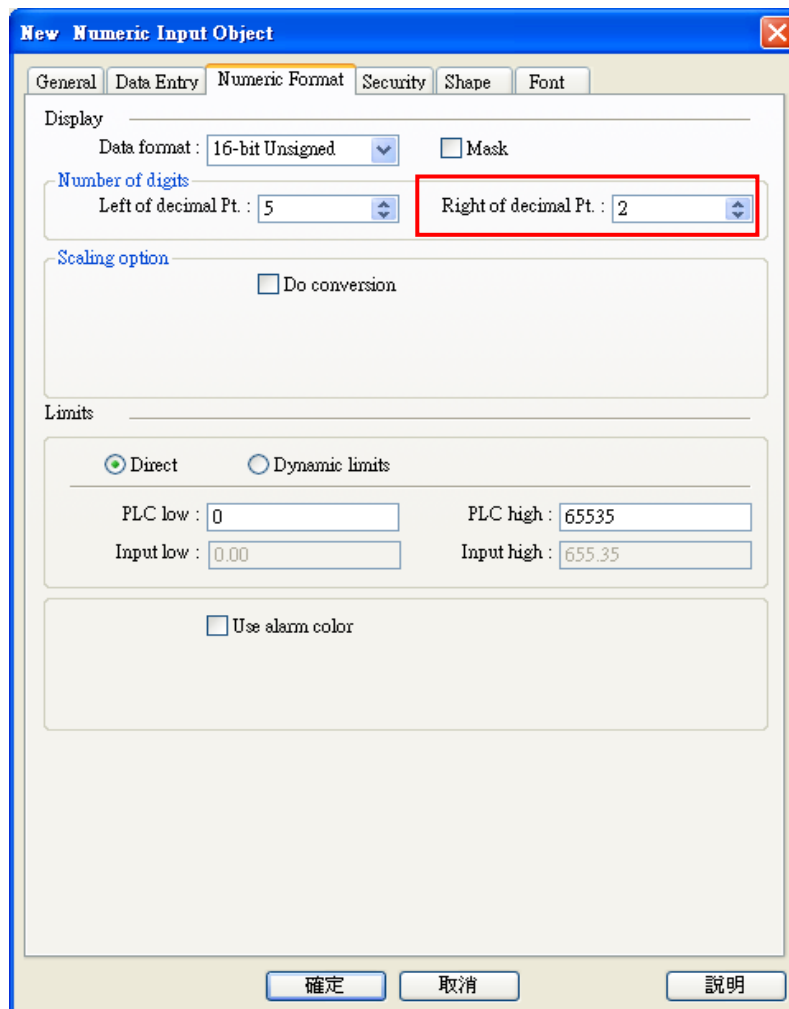 New Numeric Input Object
General Data Entry Numeric Format Security Shape Font
Display
Data format : 16-bit Unsigned Mask
Number of digits
Left of decimal Pt. : 5 Right of decimal Pt. : 2
Scaling option
Do conversion
Limits
Direct Dynamic limits
PLC low : 0 PLC high : 65535
Input low : 0.00 Input high : 655.35
Use alarm color
確定 取消 說明